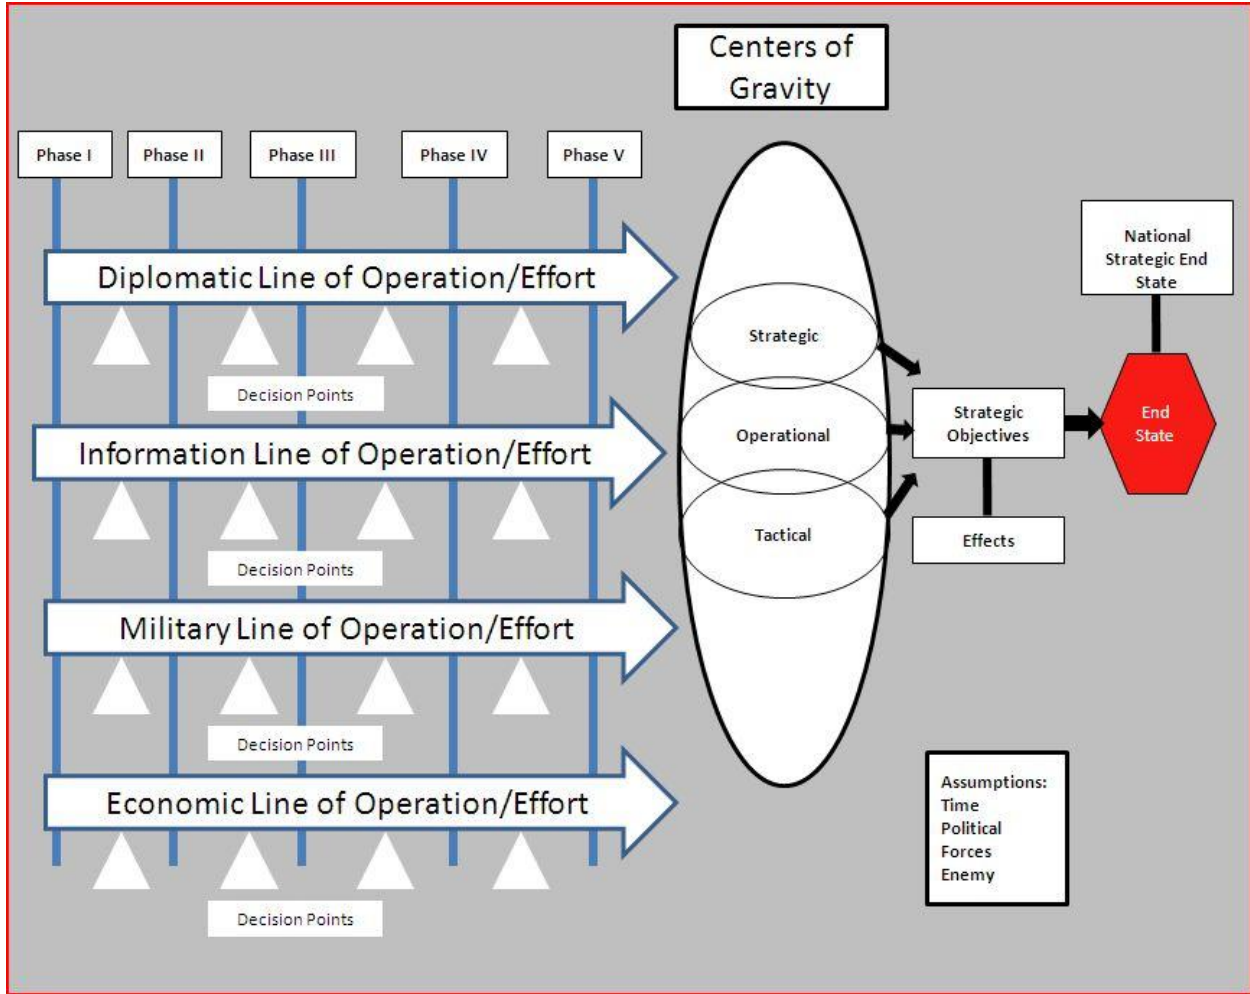 Centers of
Gravity
Phase I
Phase II
Phase III
Phase IV
Phase V
Diplomatic Line of Operation/Effort
Decision Points
Information Line of Operation/Effort
Decision Points
Military Line of Operation/Effort
Decision Points
Economic Line of Operation/Effort
Decision Points
Strategic
Operational
Tactical
Strategic
Objectives
Effects
National
Strategic End
State
End
State
Assumptions:
Time
Political
Forces
Enemy